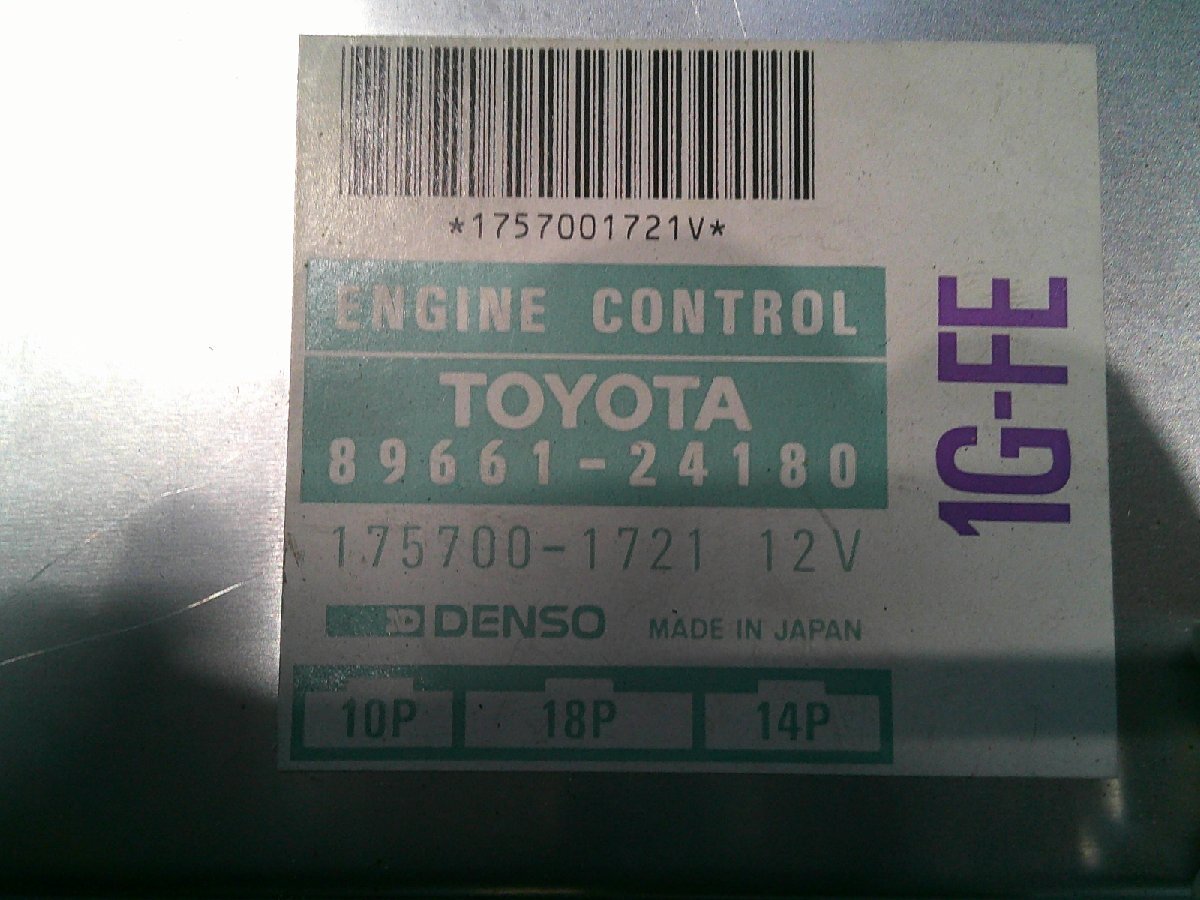 *1757001721V*
ENGINE CONTROL
TOYOTA
89661-24180
175700-1721 12V
DENSO MADE IN JAPAN
10P 18P 14P
1G-FE